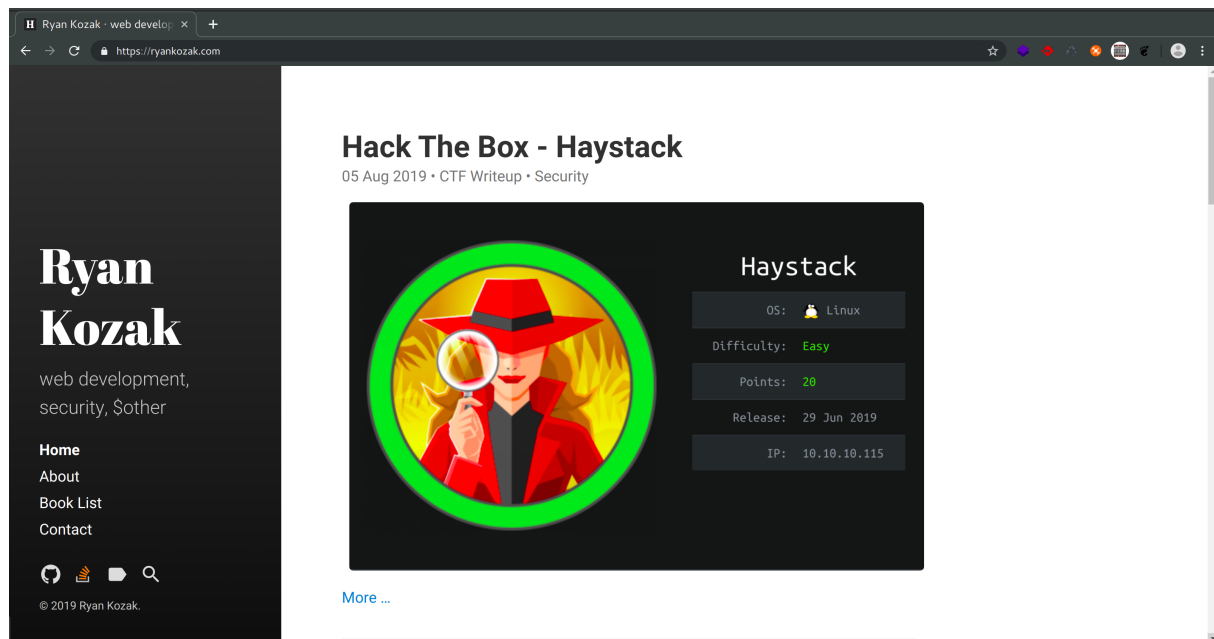 H Ryan Kozak · web develop
https://ryankozak.com
Ryan
Kozak
web development,
security, $other
Home
About
Book List
Contact
© 2019 Ryan Kozak.
Hack The Box - Haystack
05 Aug 2019 • CTF Writeup • Security
Haystack
OS: Linux
Difficulty: Easy
Points: 20
Release: 29 Jun 2019
IP: 10.10.10.115
More …